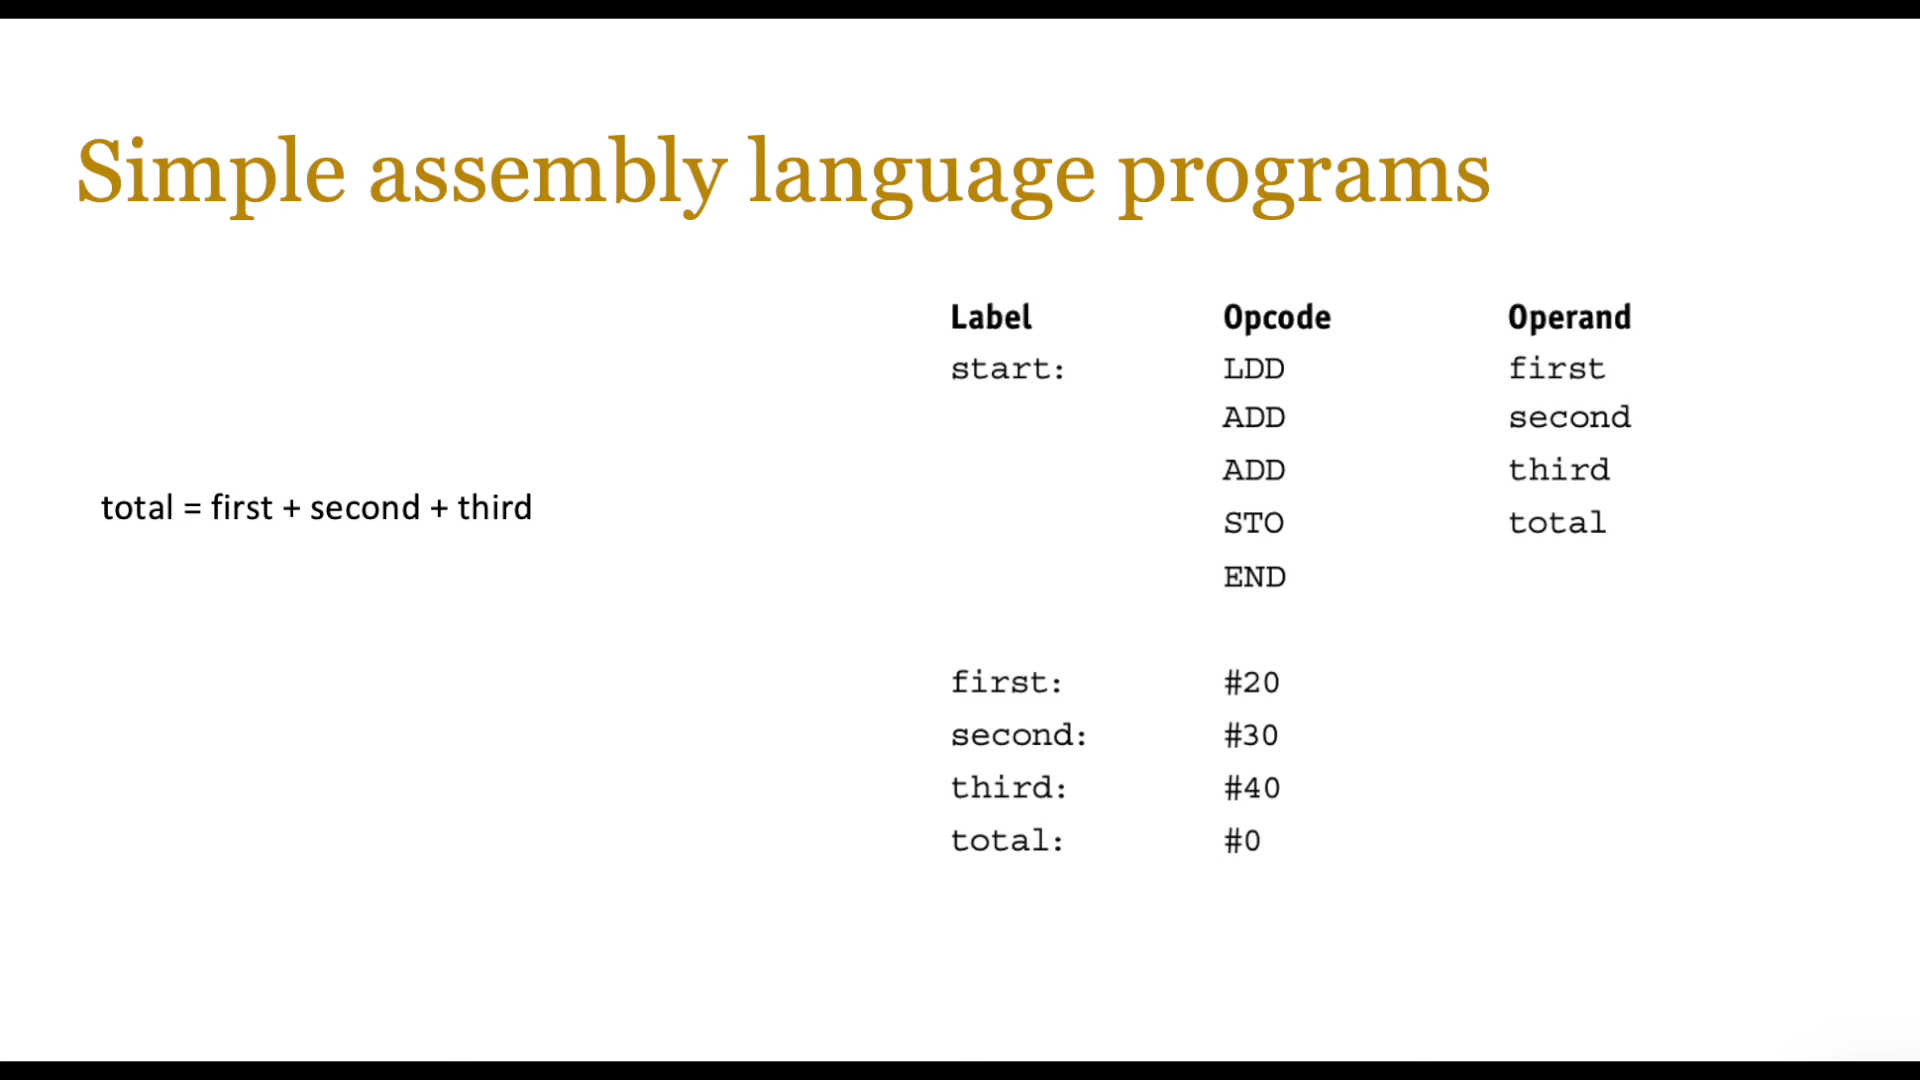 Simple assembly language programs
total = first + second + third
Label Opcode Operand
start: LDD first
ADD second
ADD third
STO total
END
first: #20
second: #30
third: #40
total: #0